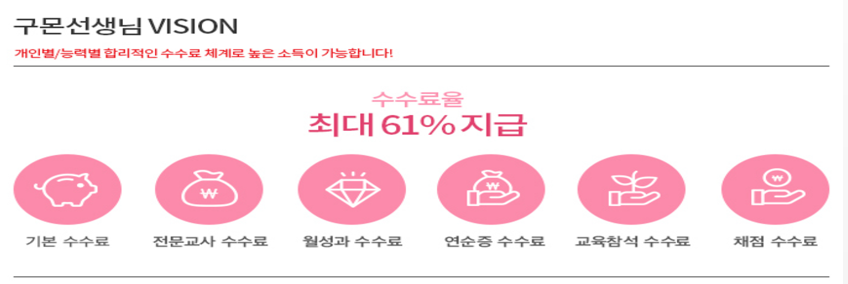 구몬선생님 VISION
개인별/능력별 합리적인 수수료 체계로 높은 소득이 가능합니다!
수수료율
최대 61% 지급
₩
₩
₩
기본 수수료 전문교사 수수료 월성과 수수료 연순증 수수료 교육참석 수수료 채점 수수료